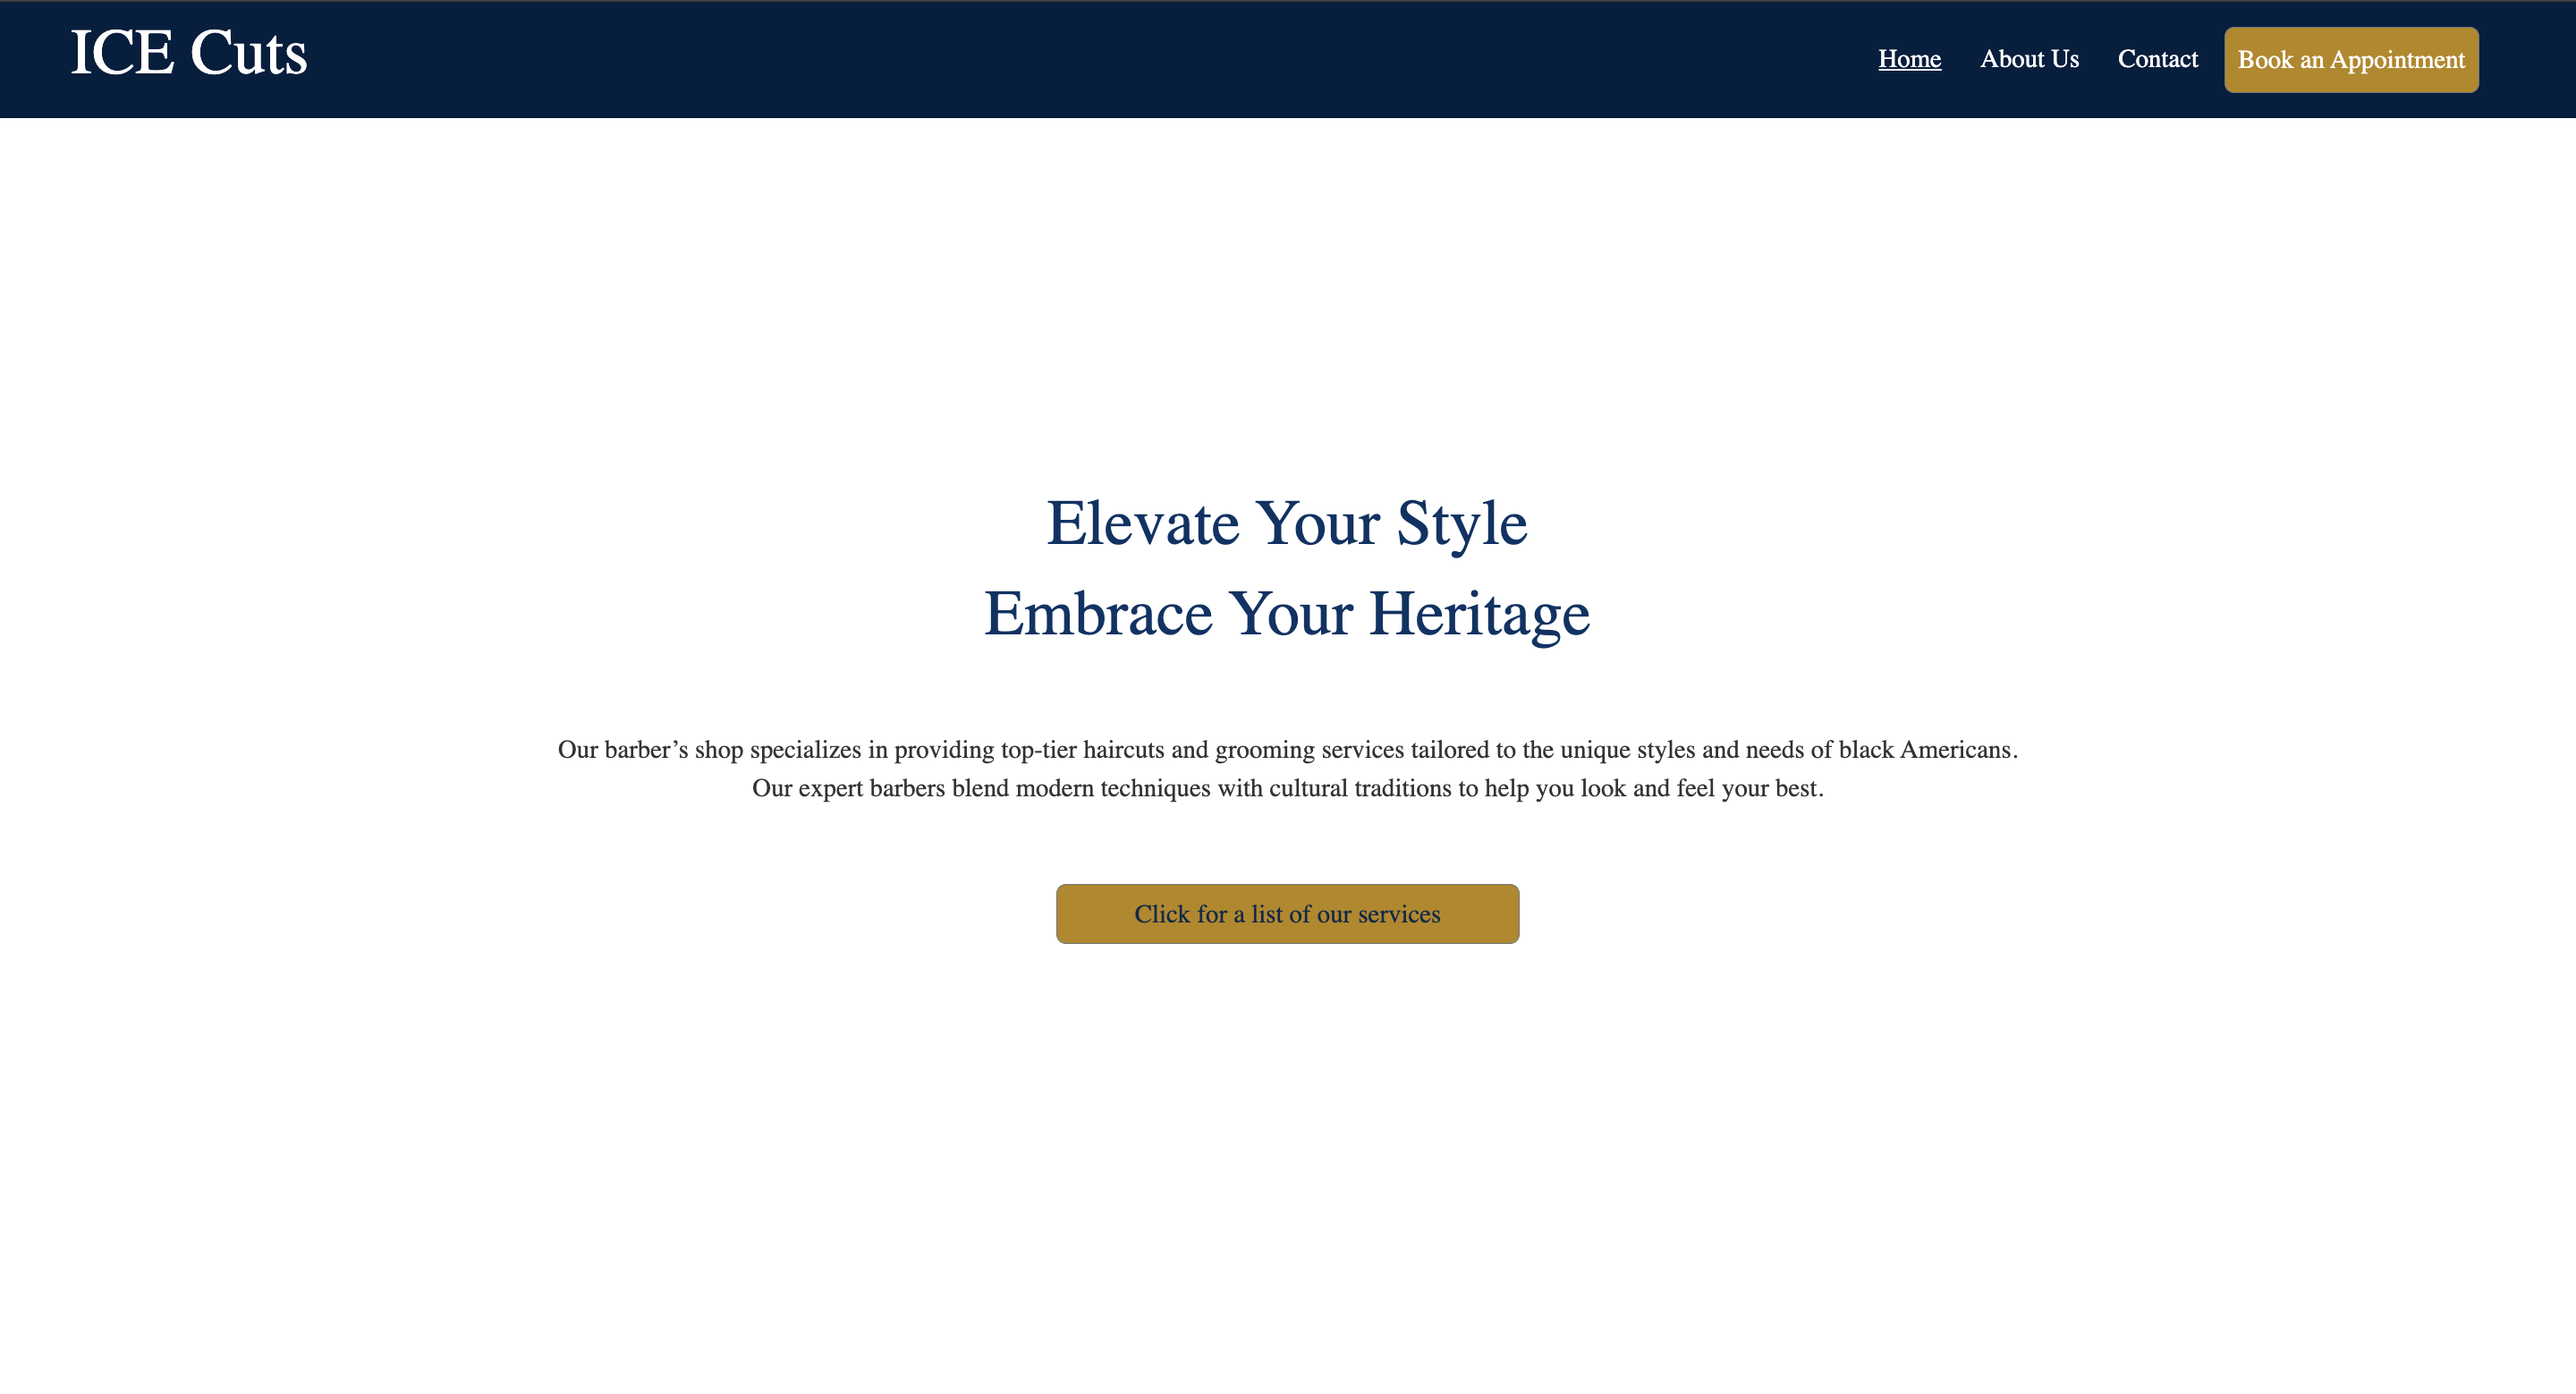 ICE Cuts
Home
About Us
Contact
Book an Appointment
Elevate Your Style
Embrace Your Heritage
Our barber’s shop specializes in providing top-tier haircuts and grooming services tailored to the unique styles and needs of black Americans.
Our expert barbers blend modern techniques with cultural traditions to help you look and feel your best.
Click for a list of our services